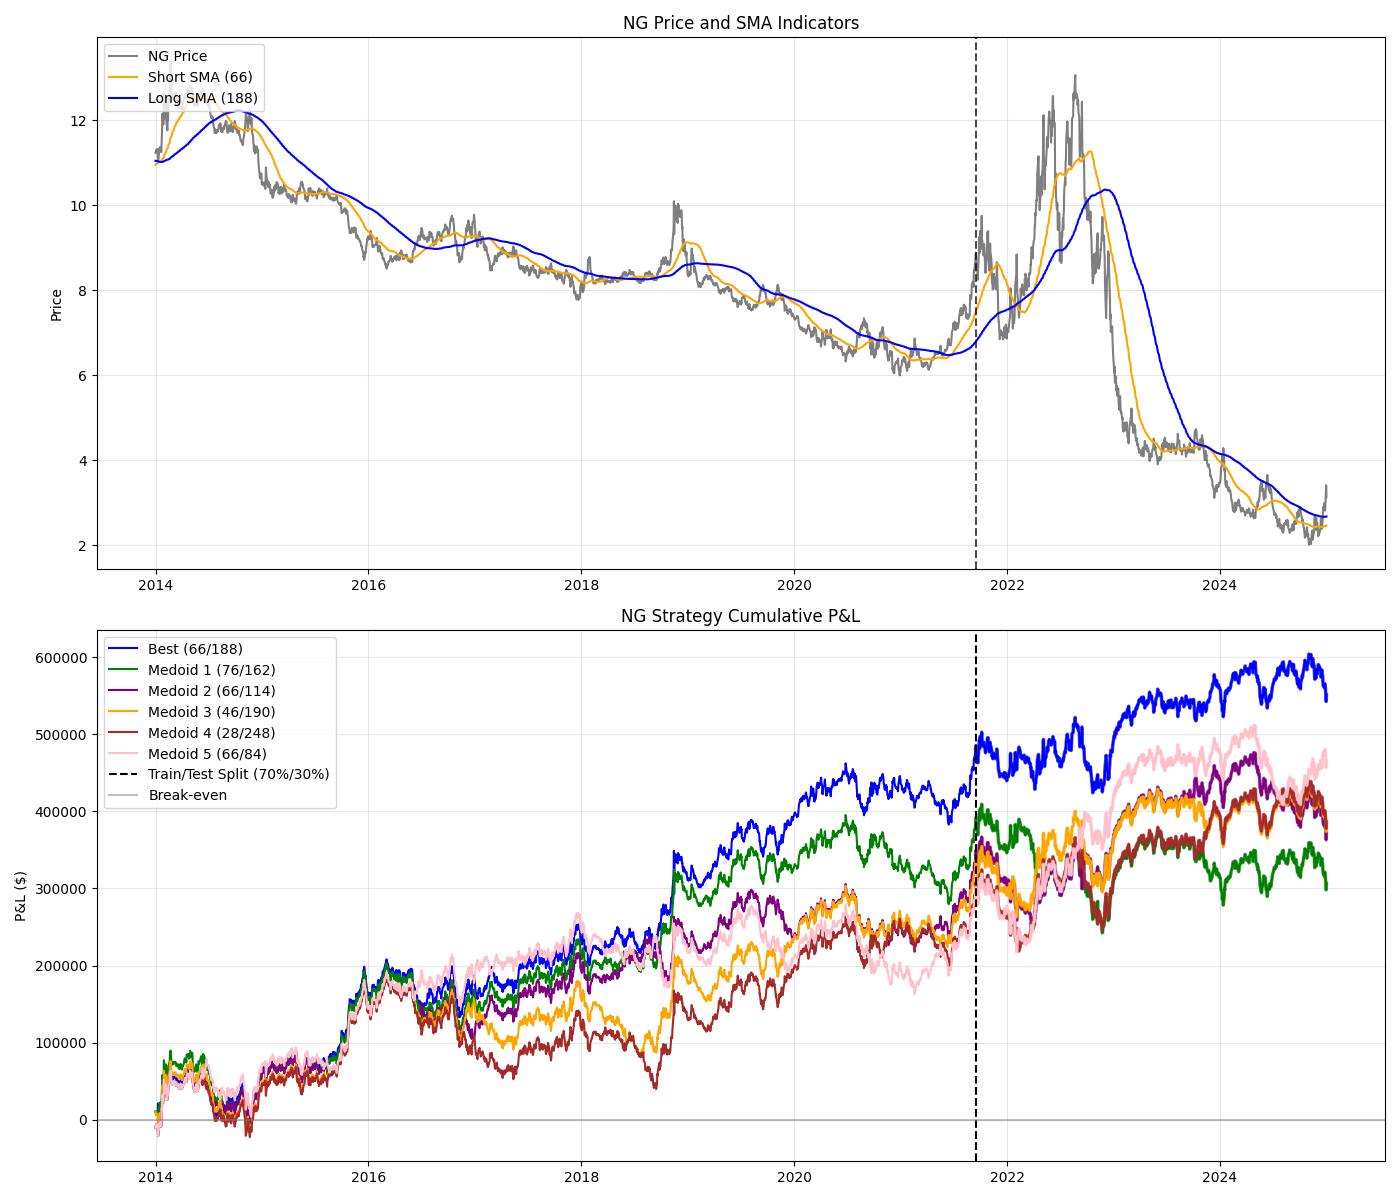 NG Price and SMA Indicators
NG Price
Short SMA (66)
Long SMA (188)
Price
12
10
8
6
4
2
2014 2016 2018 2020 2022 2024
NG Strategy Cumulative P&L
Best (66/188)
Medoid 1 (76/162)
Medoid 2 (66/114)
Medoid 3 (46/190)
Medoid 4 (28/248)
Medoid 5 (66/84)
Train/Test Split (70%/30%)
Break-even
P&L ($)
600000
500000
400000
300000
200000
100000
0
2014 2016 2018 2020 2022 2024